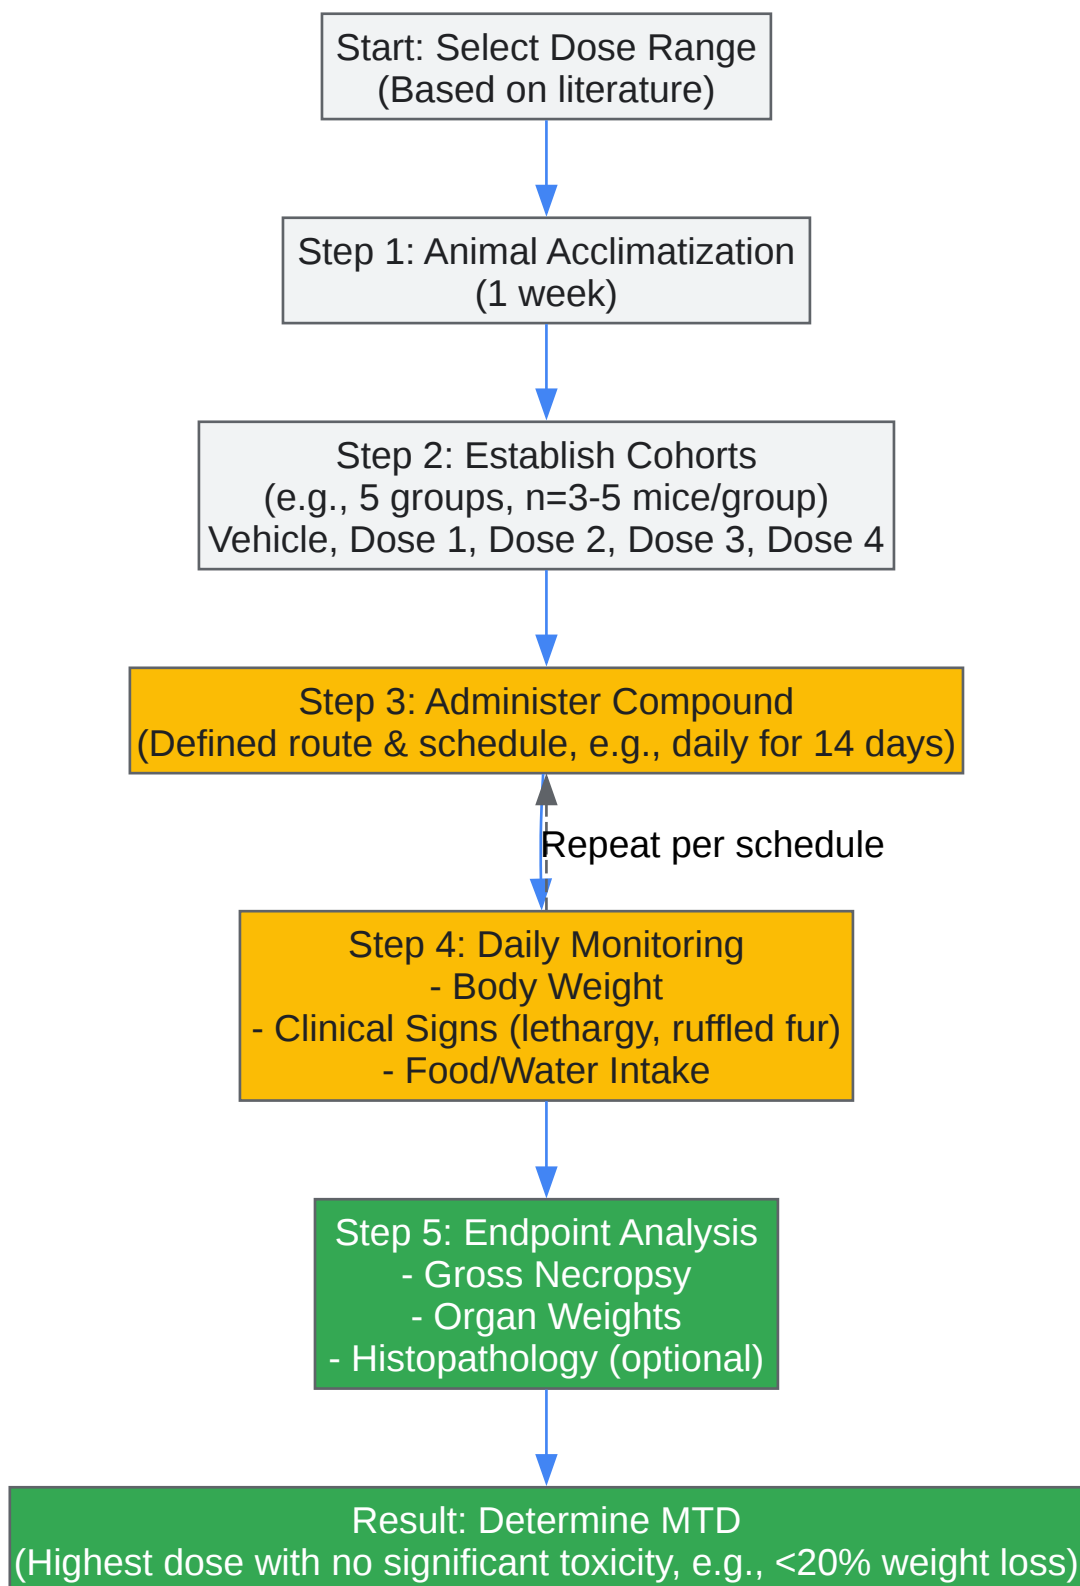 Start: Select Dose Range
(Based on literature)
Step 1: Animal Acclimatization
(1 week)
Step 2: Establish Cohorts
(e.g., 5 groups, n=3-5 mice/group)
Vehicle, Dose 1, Dose 2, Dose 3, Dose 4
Step 3: Administer Compound
(Defined route & schedule, e.g., daily for 14 days)
Repeat per schedule
Step 4: Daily Monitoring
- Body Weight
- Clinical Signs (lethargy, ruffled fur)
- Food/Water Intake
Step 5: Endpoint Analysis
- Gross Necropsy
- Organ Weights
- Histopathology (optional)
Result: Determine MTD
(Highest dose with no significant toxicity, e.g., <20% weight loss)